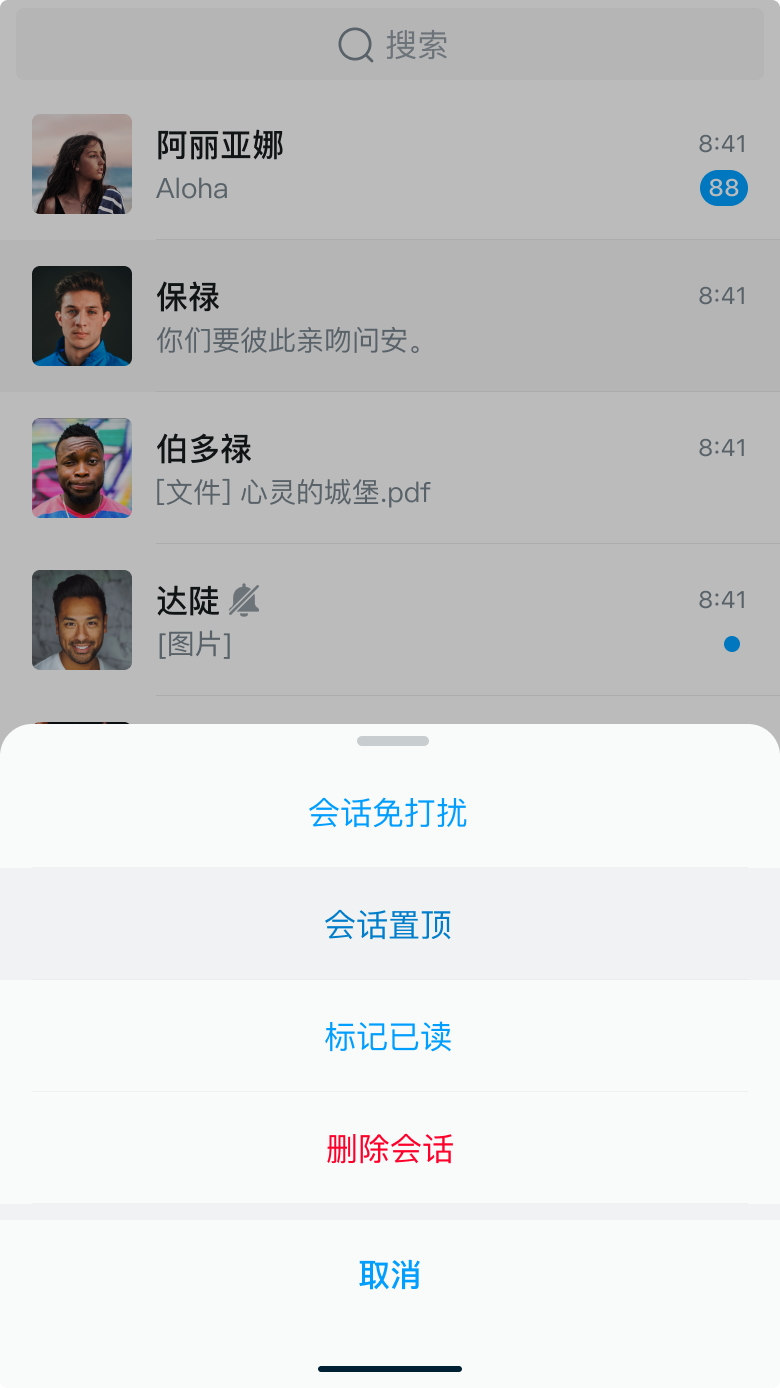 搜索
阿丽亚娜 8:41
Aloha 88
保禄 8:41
你们要彼此亲吻问安。
伯多禄 8:41
[文件] 心灵的城堡.pdf
达陡 8:41
[图片]
会话免打扰
会话置顶
标记已读
删除会话
取消